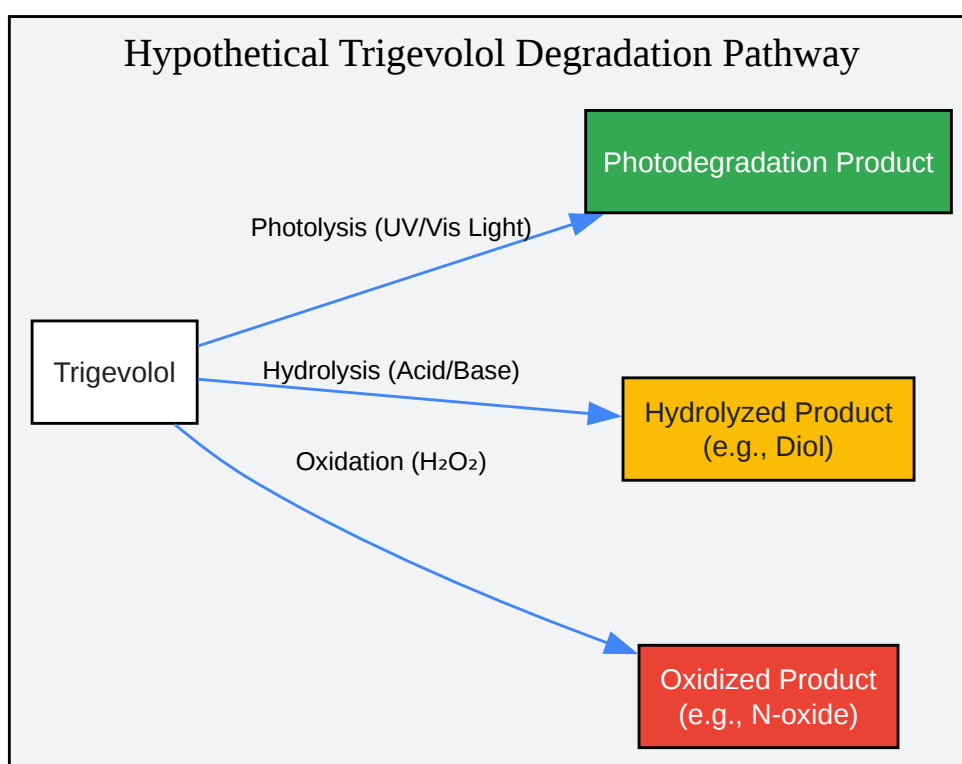 Hypothetical Trigevolol Degradation Pathway
Photodegradation Product
Photolysis (UV/Vis Light)
Trigevolol
Hydrolysis (Acid/Base)
Hydrolyzed Product
(e.g., Diol)
Oxidation (H₂O₂)
Oxidized Product
(e.g., N-oxide)